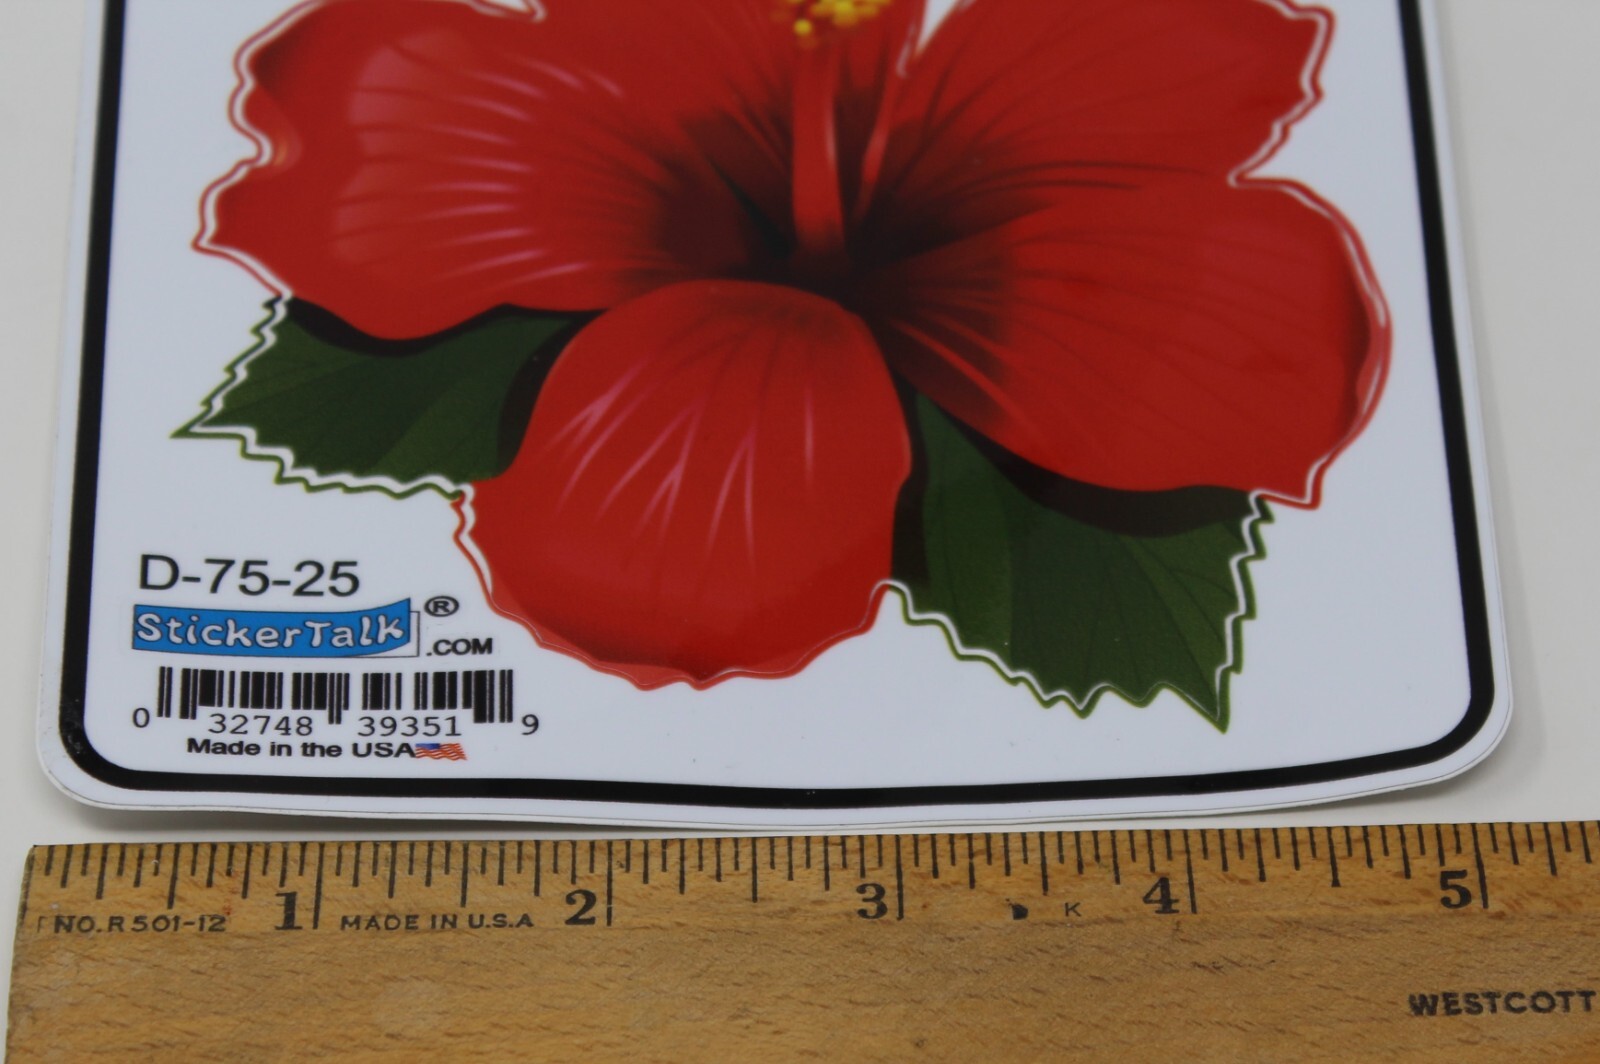 D-75-25
StickerTalk®
.COM
0 32748 39351 9
Made in the USA
1 2 3 4 5
NO. R501-12 MADE IN U.S.A K
WESTCOTT